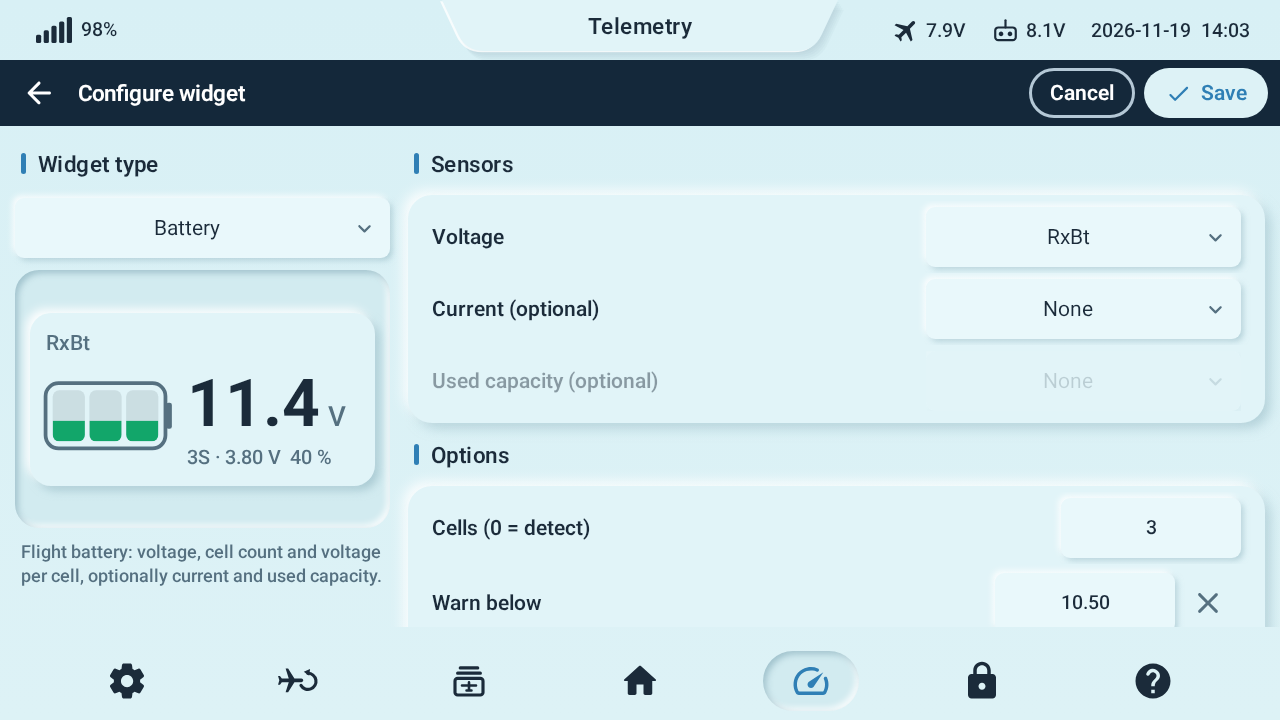 98%
Telemetry
7.9V
8.1V
2026-11-19 14:03
Configure widget
Cancel
Save
Widget type
Battery
RxBt
11.4 V
3S · 3.80 V 40 %
Flight battery: voltage, cell count and voltage
per cell, optionally current and used capacity.
Sensors
Voltage
RxBt
Current (optional)
None
Used capacity (optional)
None
Options
Cells (0 = detect)
3
Warn below
10.50